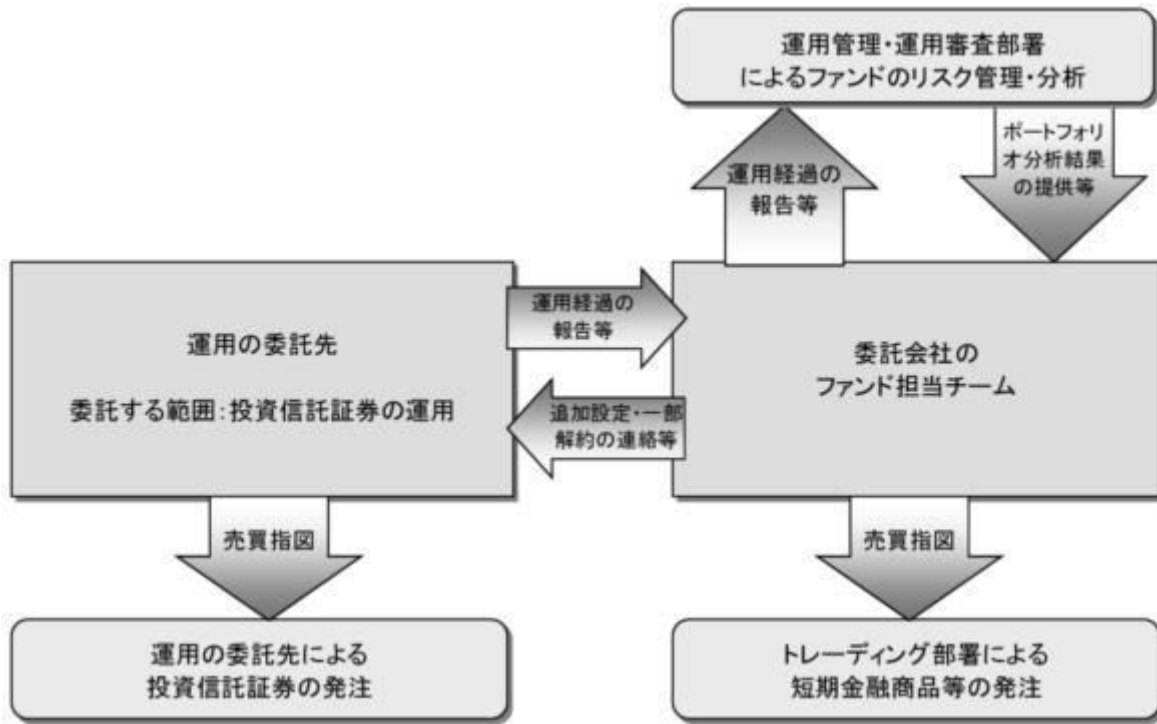 運用管理・運用審査部署
によるファンドのリスク管理・分析
運用経過の
報告等
ポートフォリ
オ分析結果
の提供等
運用の委託先
委託する範囲:投資信託証券の運用
運用経過の
報告等
追加設定・一部
解約の連絡等
委託会社の
ファンド担当チーム
売買指図
売買指図
運用の委託先による
投資信託証券の発注
トレーディング部署による
短期金融商品等の発注